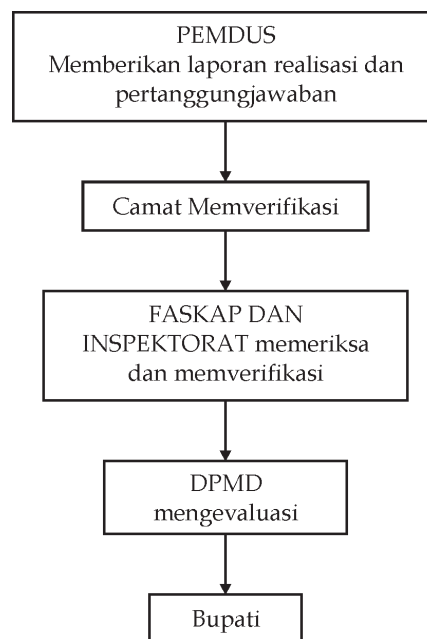 PEMDUS
Memberikan laporan realisasi dan
pertanggungjawaban
Camat Memverifikasi
FASKAP DAN
INSPEKTORAT memeriksa
dan memverifikasi
DPMD
mengevaluasi
Bupati